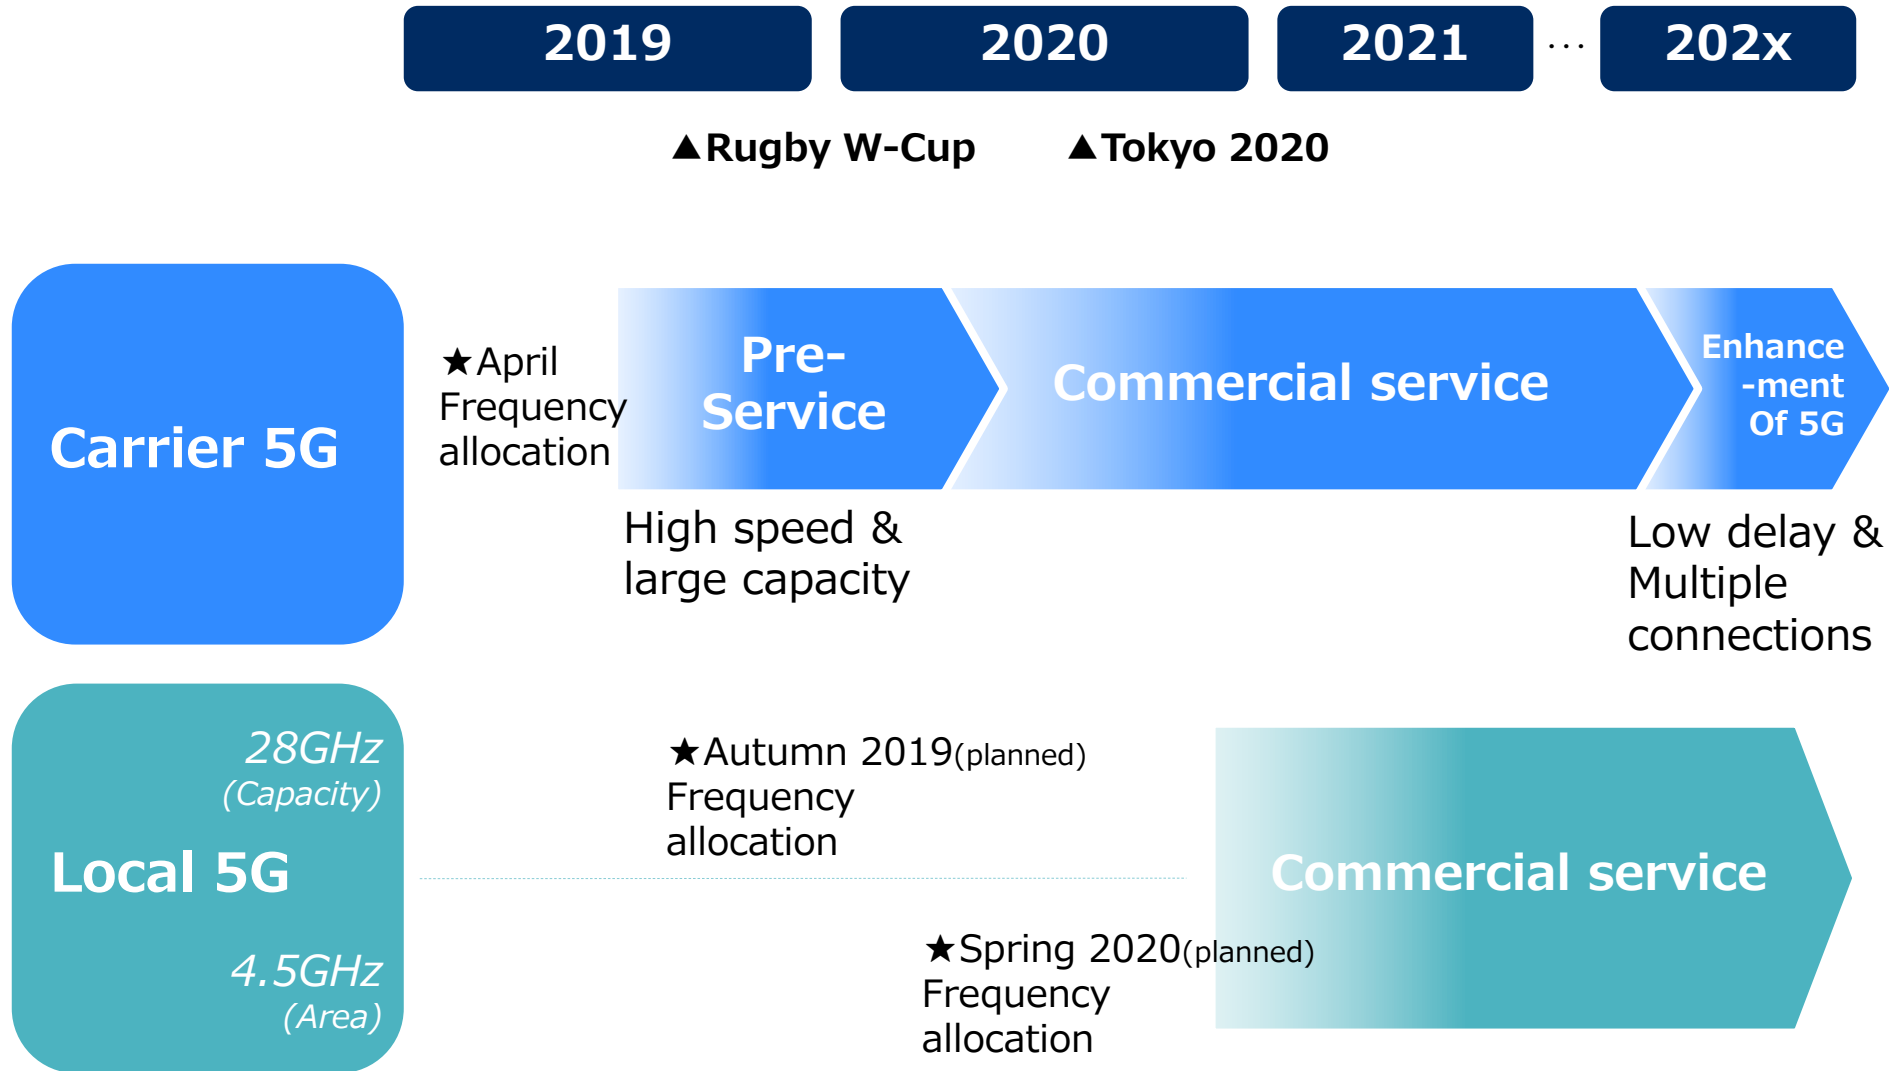 2019
2020
2021
...
202x
▲Rugby W-Cup
▲Tokyo 2020
Carrier 5G
★April
Frequency
allocation
Pre-
Service
Commercial service
Enhance
-ment
Of 5G
High speed &
large capacity
Low delay &
Multiple
connections
28GHz
(Capacity)
Local 5G
4.5GHz
(Area)
★Autumn 2019(planned)
Frequency
allocation
★Spring 2020(planned)
Frequency
allocation
Commercial service